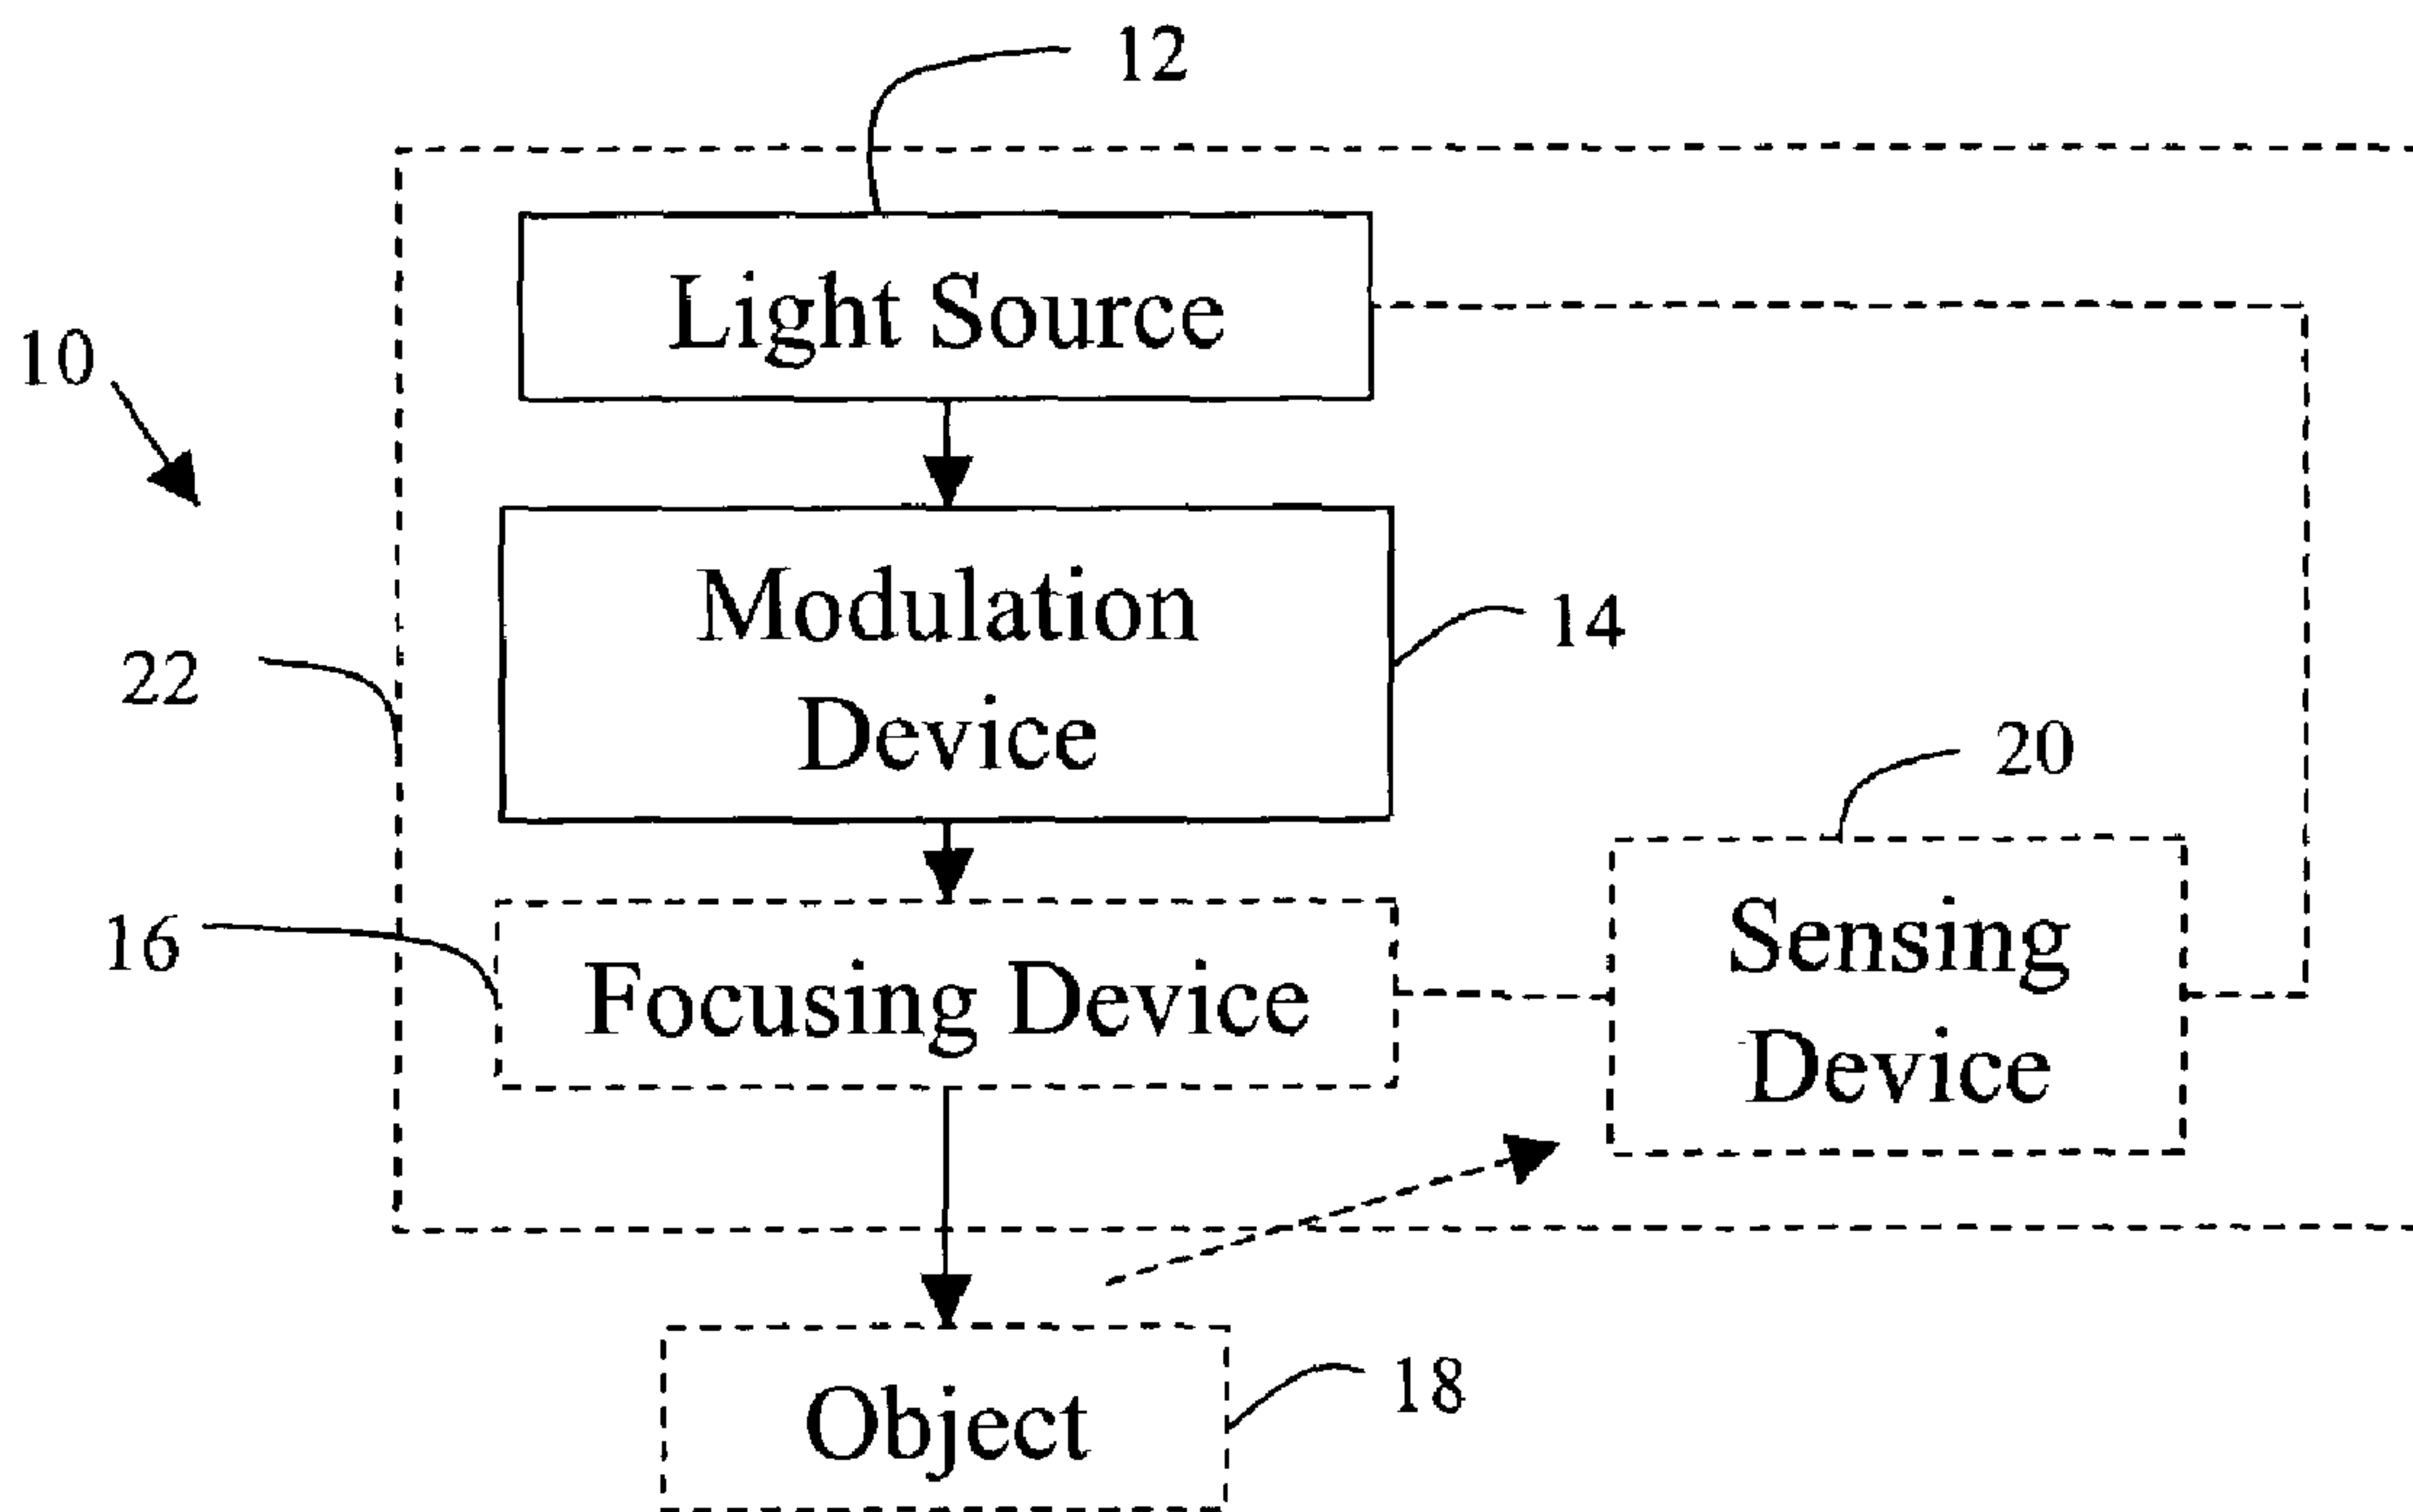 12
Light Source
10
Modulation
Device
14
22
20
16
Focusing Device
Sensing
Device
Object
18